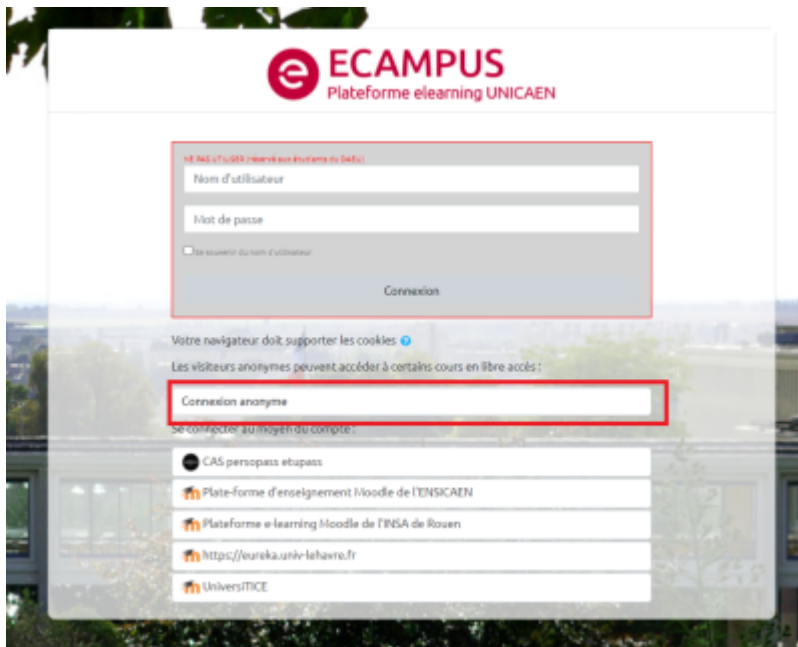 ECAMPUS
Plateforme elearning UNICAEN
NE PAS UTILISER (réservé aux étudiants du DAEU)
Nom d'utilisateur
Mot de passe
Se souvenir du nom d'utilisateur
Connexion
Votre navigateur doit supporter les cookies
Les visiteurs anonymes peuvent accéder à certains cours en libre accès :
Connexion anonyme
Se connecter au moyen du compte :
CAS persopass etupass
Plate-forme d'enseignement Moodle de l'ENSICAEN
Plateforme e-learning Moodle de l'INSA de Rouen
https://eureka.univ-lehavre.fr
UniversiTICE